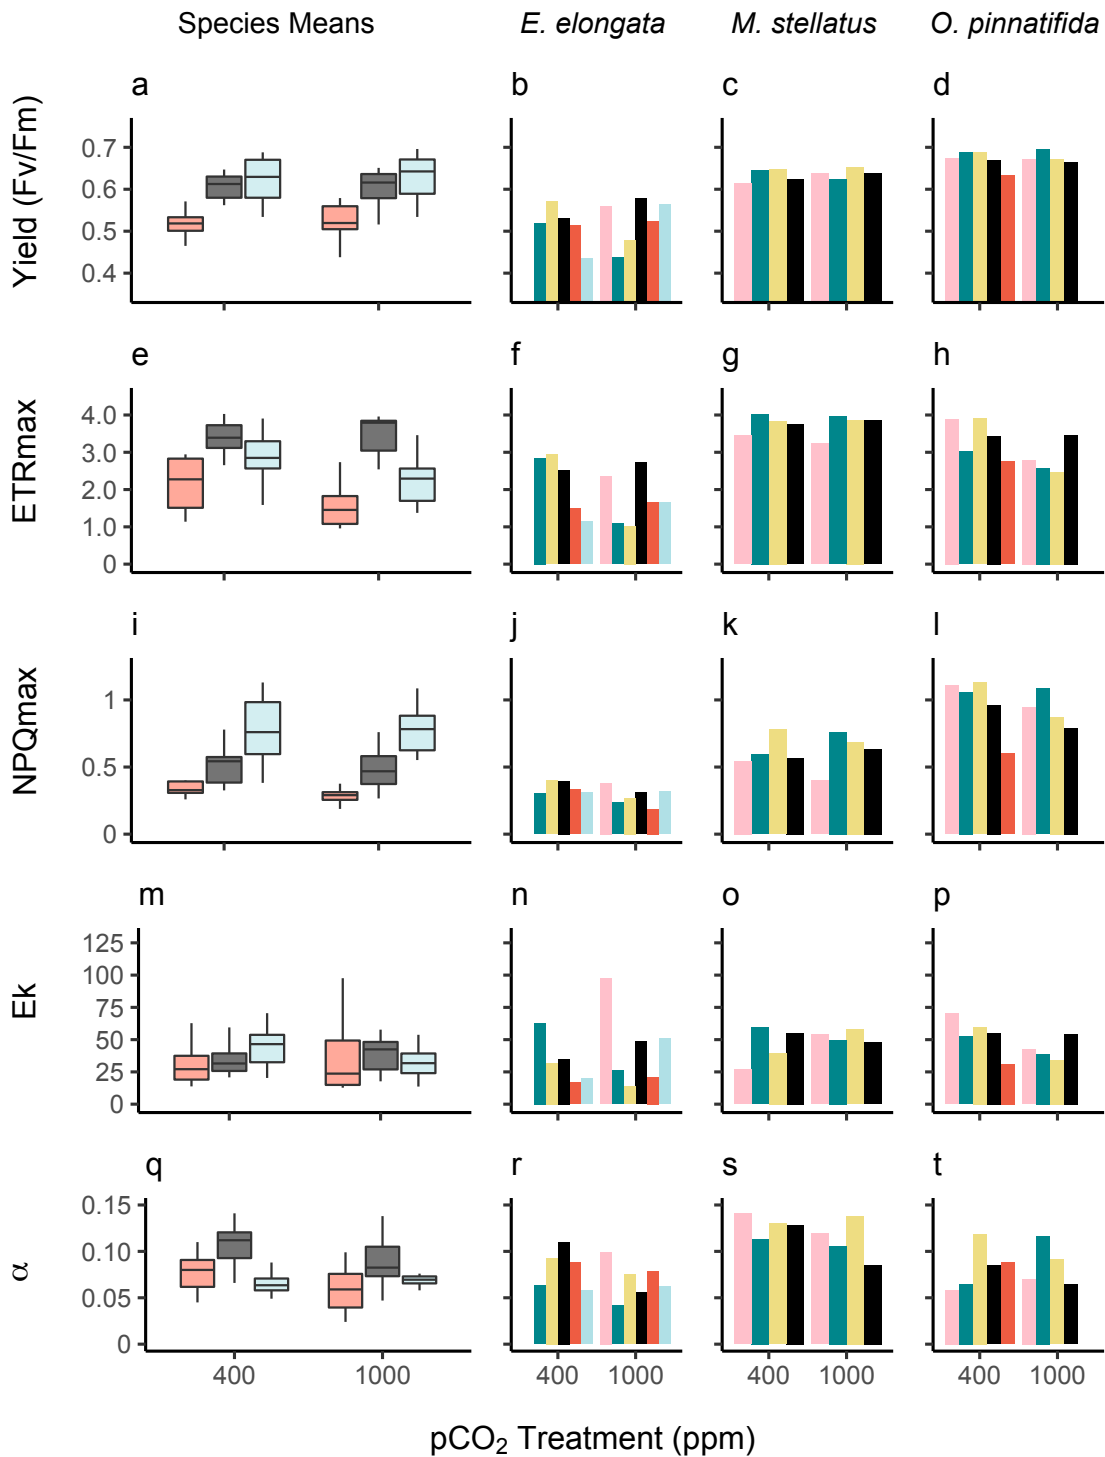 Species Means E. elongata M. stellatus O. pinnatifida
a b c d
Yield (Fv/Fm)
0.7
0.6
0.5
0.4
e f g h
ETRmax
4.0
3.0
2.0
1.0
0
i j k l
NPQmax
1
0.5
0
m n o p
Ek
125
100
75
50
25
0
q r s t
α
0.15
0.10
0.05
0
400 1000 400 1000 400 1000 400 1000
pCO₂ Treatment (ppm)